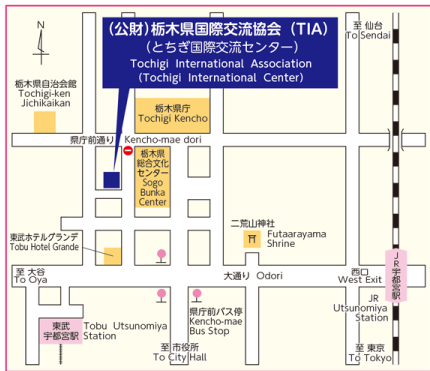 (公財)栃木県国際交流協会(TIA)
(とちぎ国際交流センター)
Tochigi International Association
(Tochigi International Center)
至 仙台
To Sendai
N
栃木県自治会館
Tochigi-ken
Jichikaikan
栃木県庁
Tochigi Kencho
県庁前通り Kencho-mae dori
栃木県
総合文化
センター
Sogo
Bunka
Center
東武ホテルグランデ
Tobu Hotel Grande
二荒山神社
Futaarayama
Shrine
至 大谷
To Oya
大通り Odori
西口
West Exit
JR宇都宮駅
JR
Utsunomiya
Station
東武
宇都宮駅
Tobu Utsunomiya
Station
県庁前バス停
Kencho-mae
Bus Stop
至 市役所
To City Hall
至 東京
To Tokyo